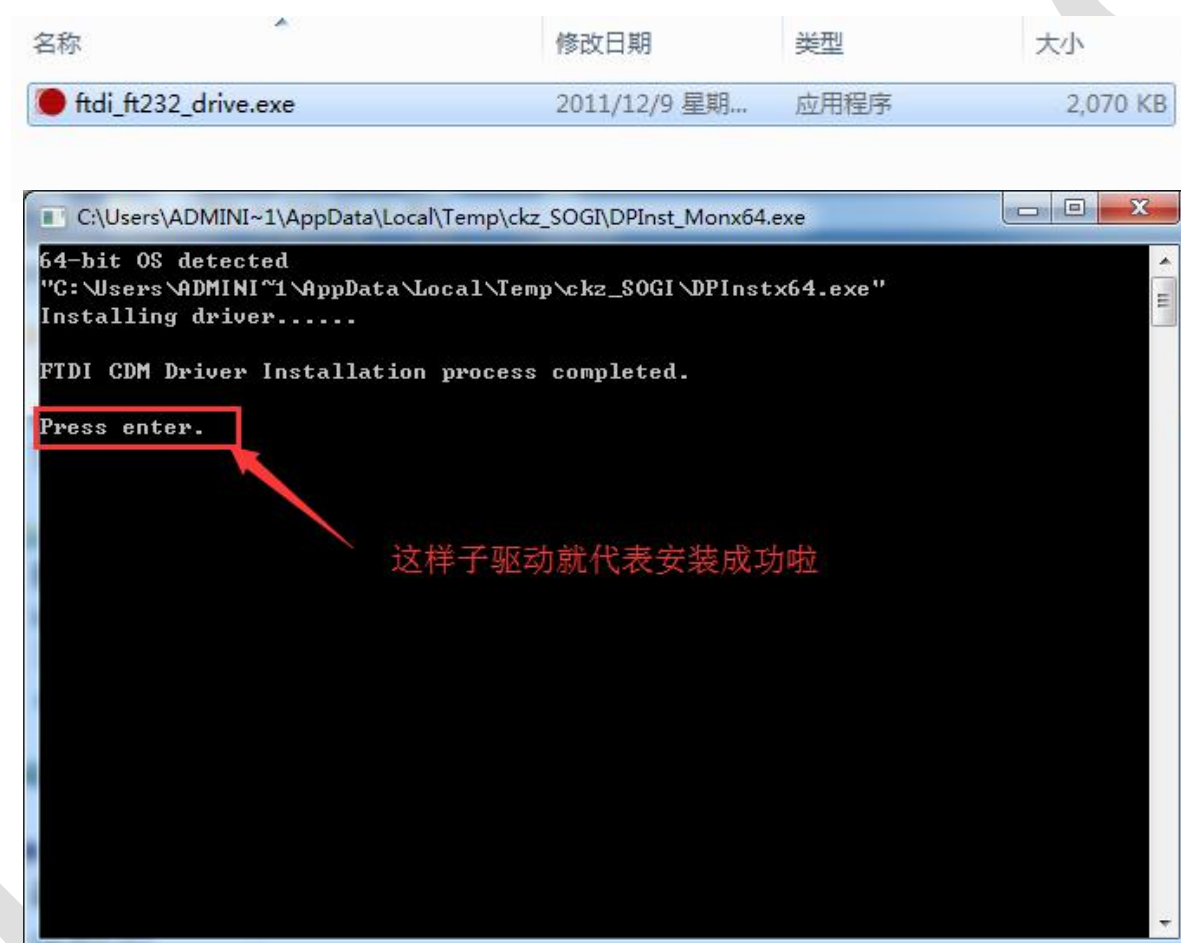 名称 修改日期 类型 大小
ftdi_ft232_drive.exe 2011/12/9 星期... 应用程序 2,070 KB
C:\Users\ADMINI~1\AppData\Local\Temp\ckz_SOGI\DPInst_Monx64.exe
64-bit OS detected
"C:\Users\ADMINI~1\AppData\Local\Temp\ckz_SOGI\DPInstx64.exe"
Installing driver......
FTDI CDM Driver Installation process completed.
Press enter.
这样子驱动就代表安装成功啦